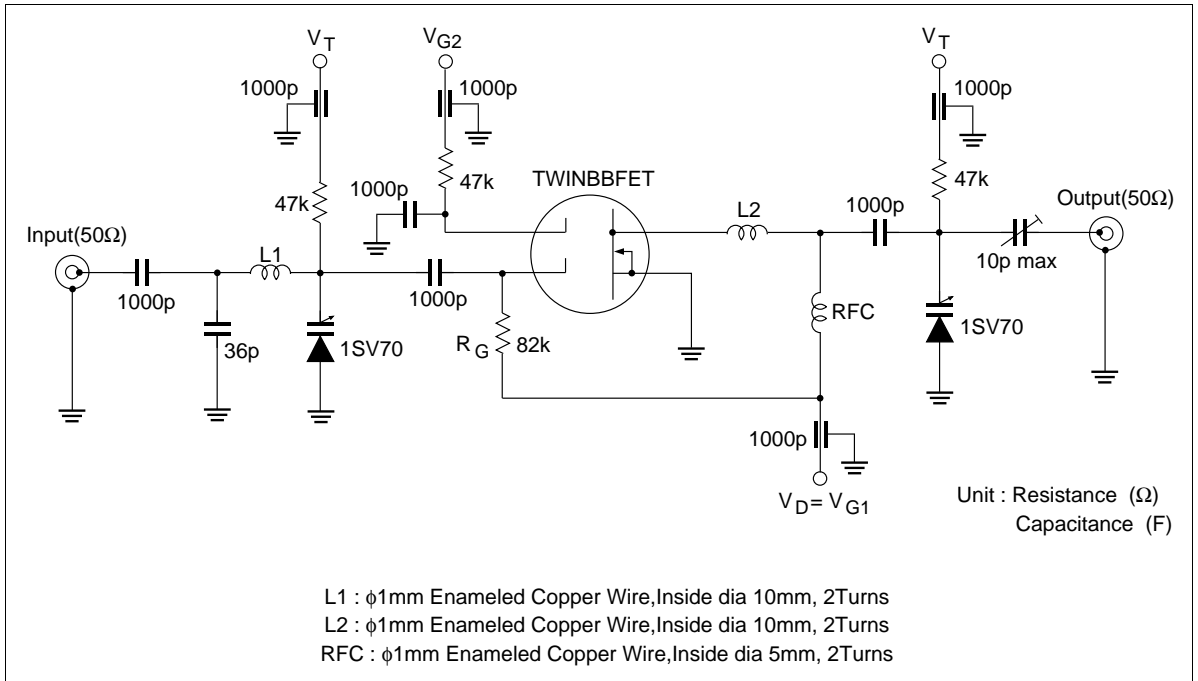 V_T
V_G2
V_T
1000p
1000p
1000p
47k
47k
47k
1000p
TWINBBFET
L2
1000p
Output(50Ω)
Input(50Ω)
L1
10p max
1000p
1000p
RFC
36p
1SV70
R_G
82k
1SV70
1000p
V_D= V_G1
Unit : Resistance (Ω)
Capacitance (F)
L1 : ϕ1mm Enameled Copper Wire,Inside dia 10mm, 2Turns
L2 : ϕ1mm Enameled Copper Wire,Inside dia 10mm, 2Turns
RFC : ϕ1mm Enameled Copper Wire,Inside dia 5mm, 2Turns